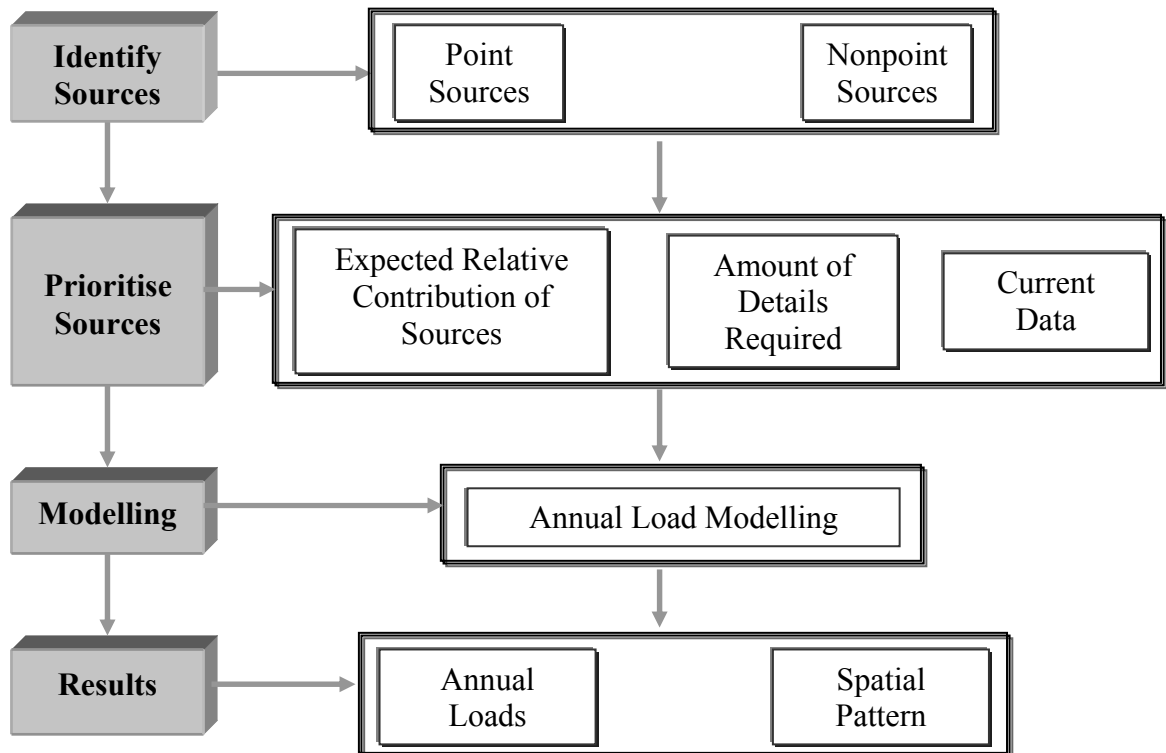 Identify
Sources
Point
Sources
Nonpoint
Sources
Prioritise
Sources
Expected Relative
Contribution of
Sources
Amount of
Details
Required
Current
Data
Modelling
Annual Load Modelling
Results
Annual
Loads
Spatial
Pattern